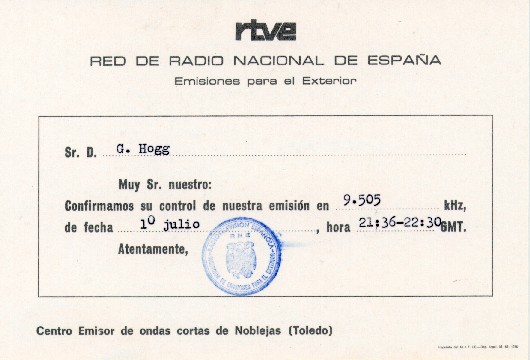 rtve
RED DE RADIO NACIONAL DE ESPAÑA
Emisiones para el Exterior
Sr. D. G. Hogg
Muy Sr. nuestro:
Confirmamos su control de nuestra emisión en 9.505 kHz,
de fecha 1º julio, hora 21:36-22:30 GMT.
Atentamente,
Centro Emisor de ondas cortas de Noblejas (Toledo)